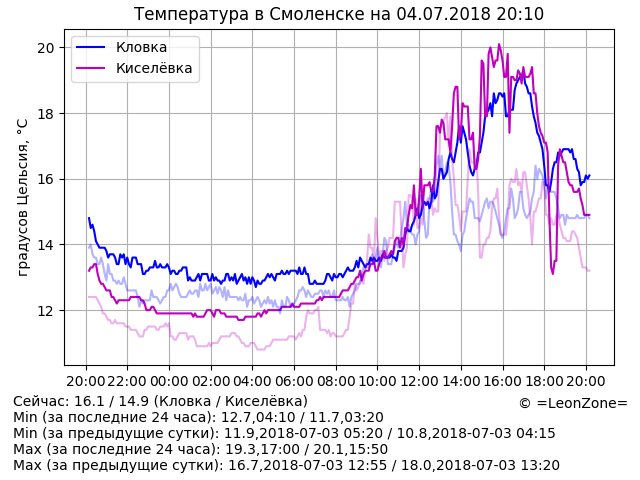 Температура в Смоленске на 04.07.2018 20:10
градусов Цельсия, °C
Кловка
Киселёвка
20
18
16
14
12
20:00 22:00 00:00 02:00 04:00 06:00 08:00 10:00 12:00 14:00 16:00 18:00 20:00
Сейчас: 16.1 / 14.9 (Кловка / Киселёвка)
© =LeonZone=
Min (за последние 24 часа): 12.7,04:10 / 11.7,03:20
Min (за предыдущие сутки): 11.9,2018-07-03 05:20 / 10.8,2018-07-03 04:15
Max (за последние 24 часа): 19.3,17:00 / 20.1,15:50
Max (за предыдущие сутки): 16.7,2018-07-03 12:55 / 18.0,2018-07-03 13:20